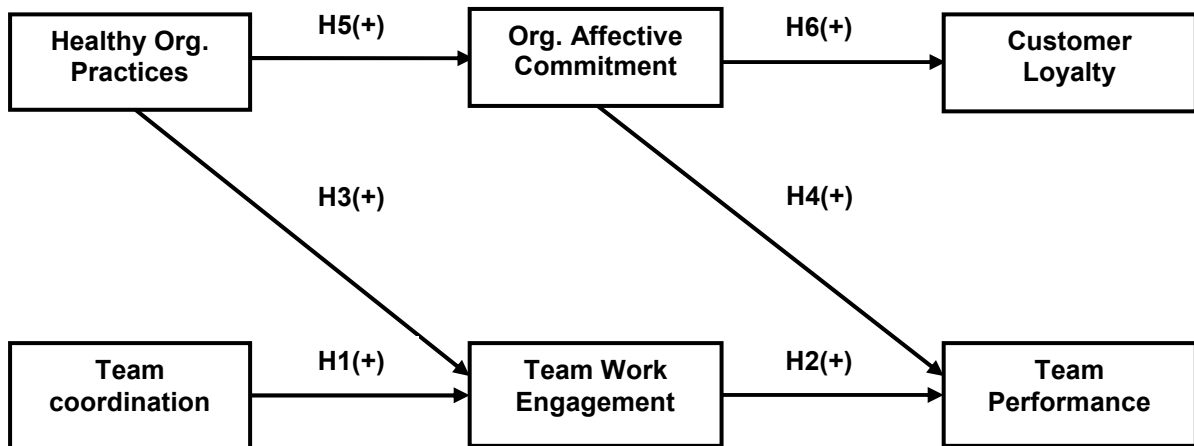 Healthy Org.
Practices
H5(+)
Org. Affective
Commitment
H6(+)
Customer
Loyalty
H3(+)
H4(+)
Team
coordination
H1(+)
Team Work
Engagement
H2(+)
Team
Performance